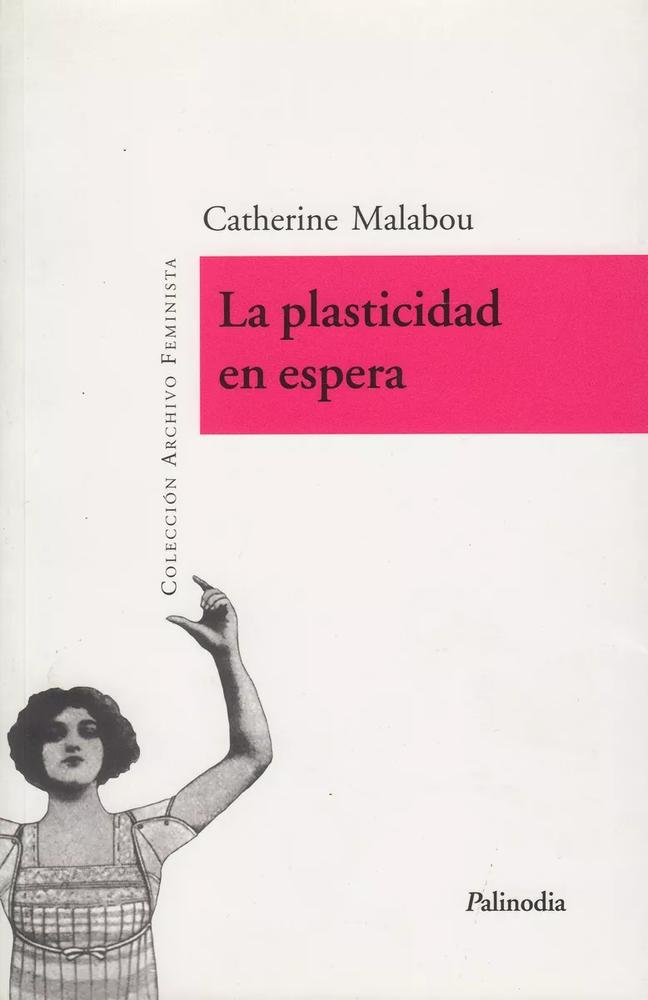 Catherine Malabou
La plasticidad
en espera
Colección Archivo Feminista
Palinodia